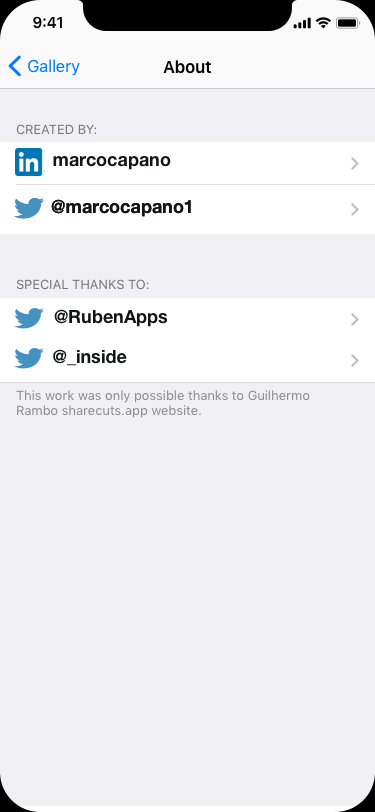 9:41
Gallery
About
CREATED BY:
in marcocapano
@marcocapano1
SPECIAL THANKS TO:
@RubenApps
@_inside
This work was only possible thanks to Guilhermo
Rambo sharecuts.app website.